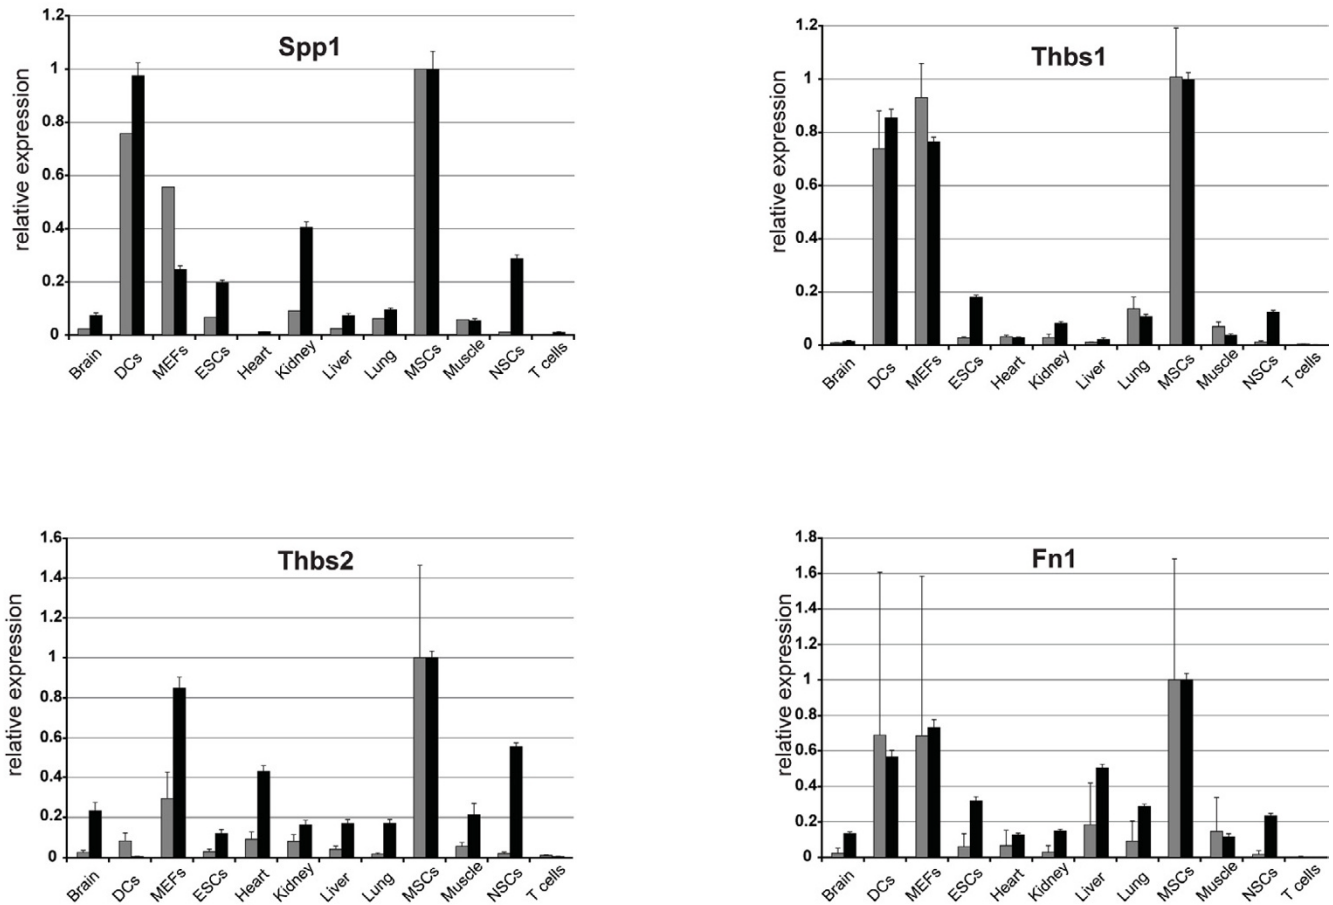 Spp1
relative expression
1.2
1
0.8
0.6
0.4
0.2
0
Brain DCs MEFs ESCs Heart Kidney Liver Lung MSCs Muscle NSCs T cells
Thbs1
relative expression
1.2
1
0.8
0.6
0.4
0.2
0
Brain DCs MEFs ESCs Heart Kidney Liver Lung MSCs Muscle NSCs T cells
Thbs2
relative expression
1.6
1.4
1.2
1
0.8
0.6
0.4
0.2
0
Brain DCs MEFs ESCs Heart Kidney Liver Lung MSCs Muscle NSCs T cells
Fn1
relative expression
1.8
1.6
1.4
1.2
1
0.8
0.6
0.4
0.2
0
Brain DCs MEFs ESCs Heart Kidney Liver Lung MSCs Muscle NSCs T cells